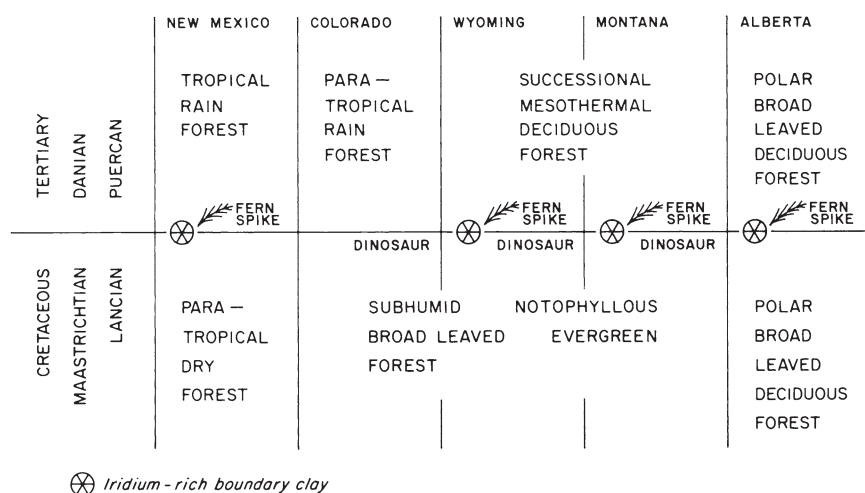 NEW MEXICO COLORADO WYOMING MONTANA ALBERTA
TERTIARY
DANIAN
PUERCAN
TROPICAL
RAIN
FOREST
PARA—
TROPICAL
RAIN
FOREST
SUCCESSIONAL
MESOTHERMAL
DECIDUOUS
FOREST
POLAR
BROAD
LEAVED
DECIDUOUS
FOREST
FERN
SPIKE
FERN
SPIKE
FERN
SPIKE
FERN
SPIKE
DINOSAUR DINOSAUR DINOSAUR
CRETACEOUS
MAASTRICHTIAN
LANCIAN
PARA—
TROPICAL
DRY
FOREST
SUBHUMID NOTOPHYLLOUS
BROAD LEAVED EVERGREEN
FOREST
POLAR
BROAD
LEAVED
DECIDUOUS
FOREST
Iridium-rich boundary clay